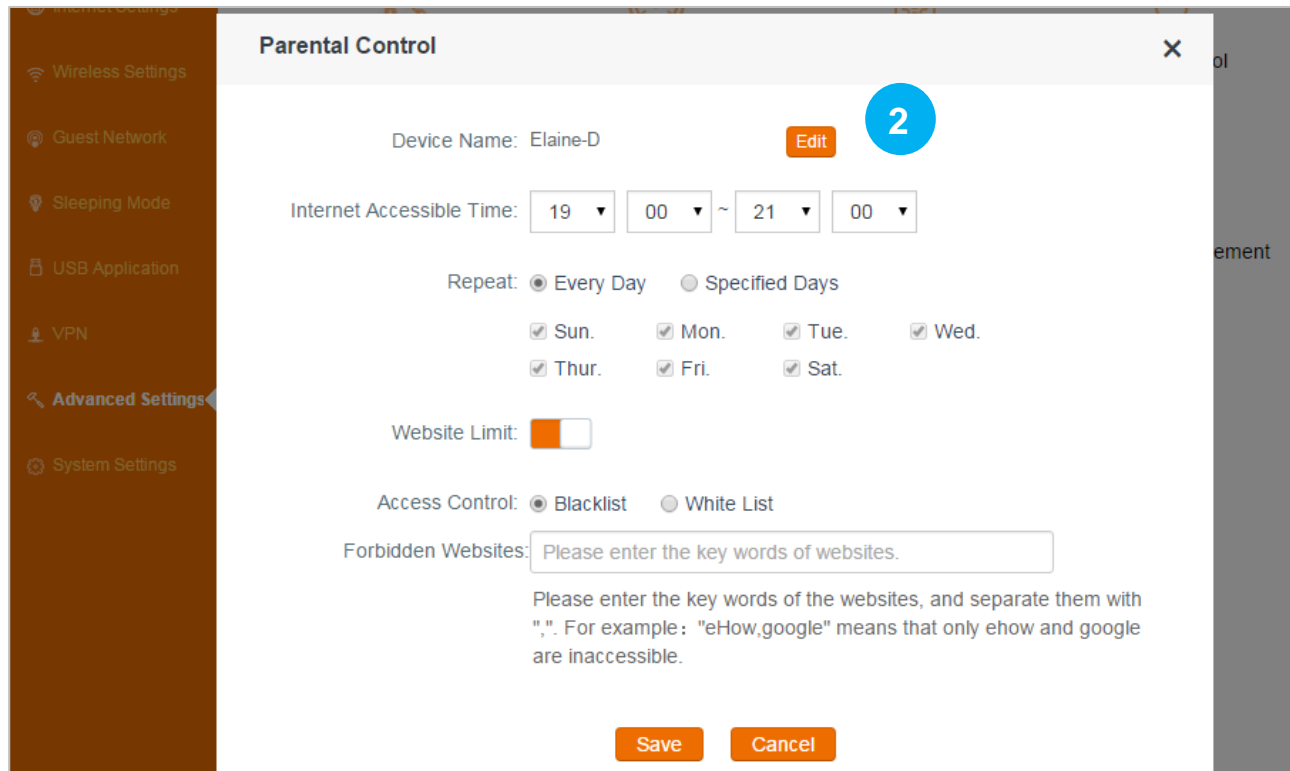 Internet Settings
Parental Control
ol
Wireless Settings
2
Guest Network
Device Name: Elaine-D Edit
Sleeping Mode
Internet Accessible Time: 19 00 ~ 21 00
ement
USB Application
Repeat: Every Day Specified Days
VPN
Sun. Mon. Tue. Wed.
Thur. Fri. Sat.
Advanced Settings
Website Limit:
System Settings
Access Control: Blacklist White List
Forbidden Websites: Please enter the key words of websites.
Please enter the key words of the websites, and separate them with
",". For example："eHow,google" means that only ehow and google
are inaccessible.
Save Cancel